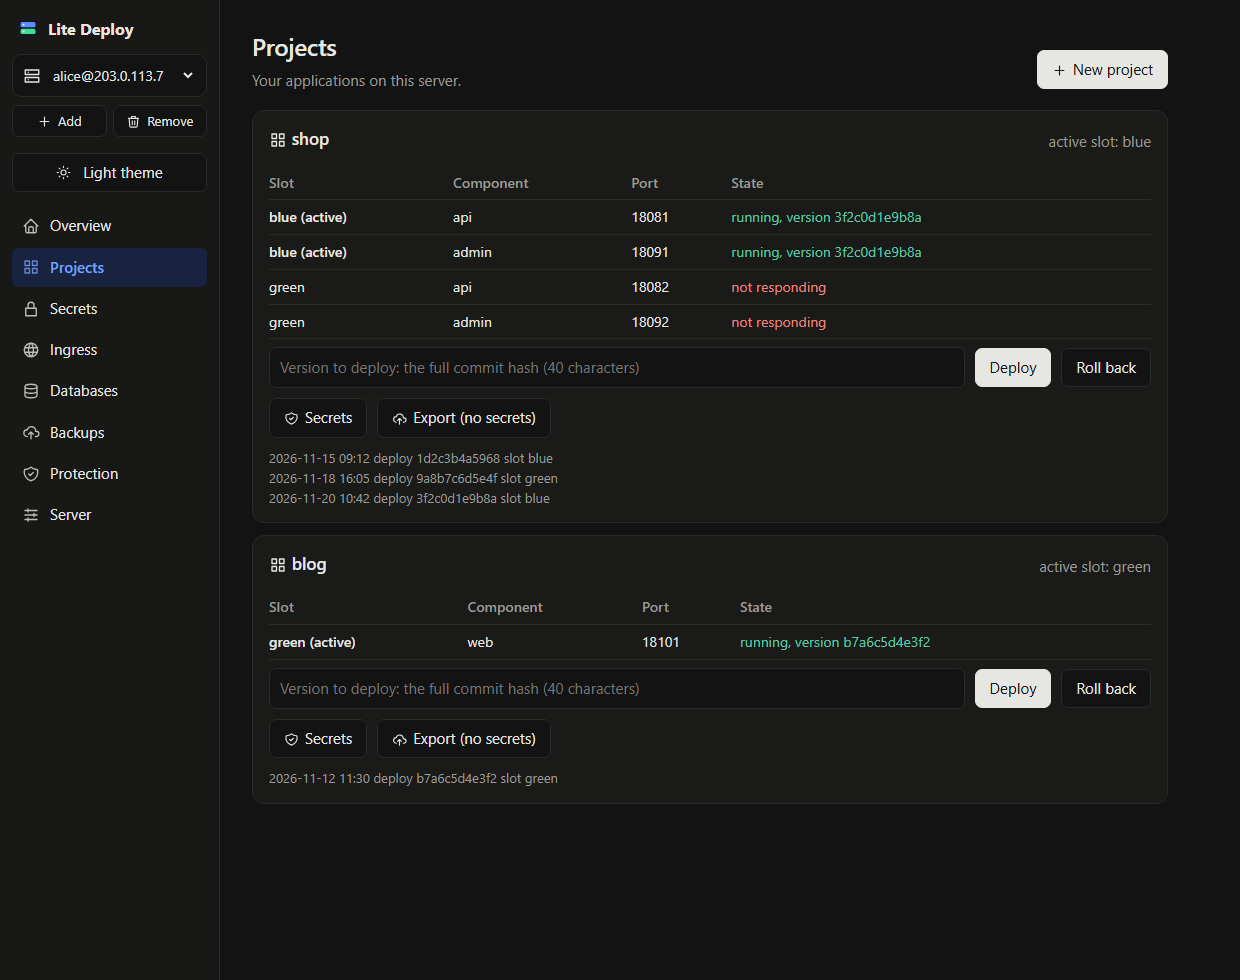 Lite Deploy
alice@203.0.113.7
Add
Remove
Light theme
Overview
Projects
Secrets
Ingress
Databases
Backups
Protection
Server
Projects
Your applications on this server.
New project
shop
active slot: blue
Slot Component Port State
blue (active) api 18081 running, version 3f2c0d1e9b8a
blue (active) admin 18091 running, version 3f2c0d1e9b8a
green api 18082 not responding
green admin 18092 not responding
Version to deploy: the full commit hash (40 characters) Deploy Roll back
Secrets Export (no secrets)
2026-11-15 09:12 deploy 1d2c3b4a5968 slot blue
2026-11-18 16:05 deploy 9a8b7c6d5e4f slot green
2026-11-20 10:42 deploy 3f2c0d1e9b8a slot blue
blog
active slot: green
Slot Component Port State
green (active) web 18101 running, version b7a6c5d4e3f2
Version to deploy: the full commit hash (40 characters) Deploy Roll back
Secrets Export (no secrets)
2026-11-12 11:30 deploy b7a6c5d4e3f2 slot green